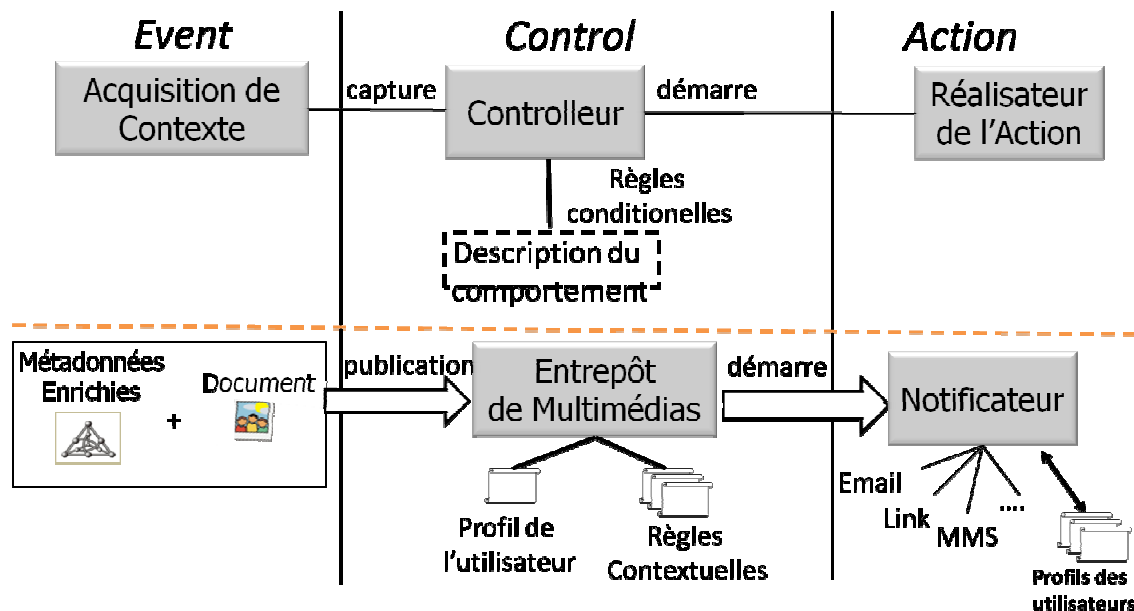 Event
Control
Action
Acquisition de
Contexte
capture
Controlleur
démarre
Réalisateur
de l'Action
Règles
conditionelles
Description du
comportement
Métadonnées
Enrichies
+
Document
publication
Entrepôt
de Multimédias
démarre
Notificateur
Profil de
l'utilisateur
Règles
Contextuelles
Email
Link
MMS
....
Profils des
utilisateurs